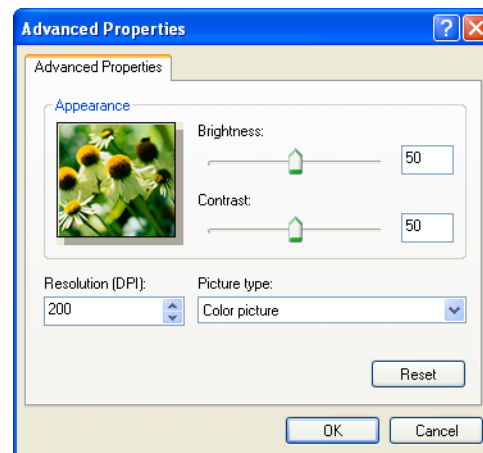 Advanced Properties
Advanced Properties
Appearance
Brightness:
50
Contrast:
50
Resolution (DPI):
200
Picture type:
Color picture
Reset
OK
Cancel